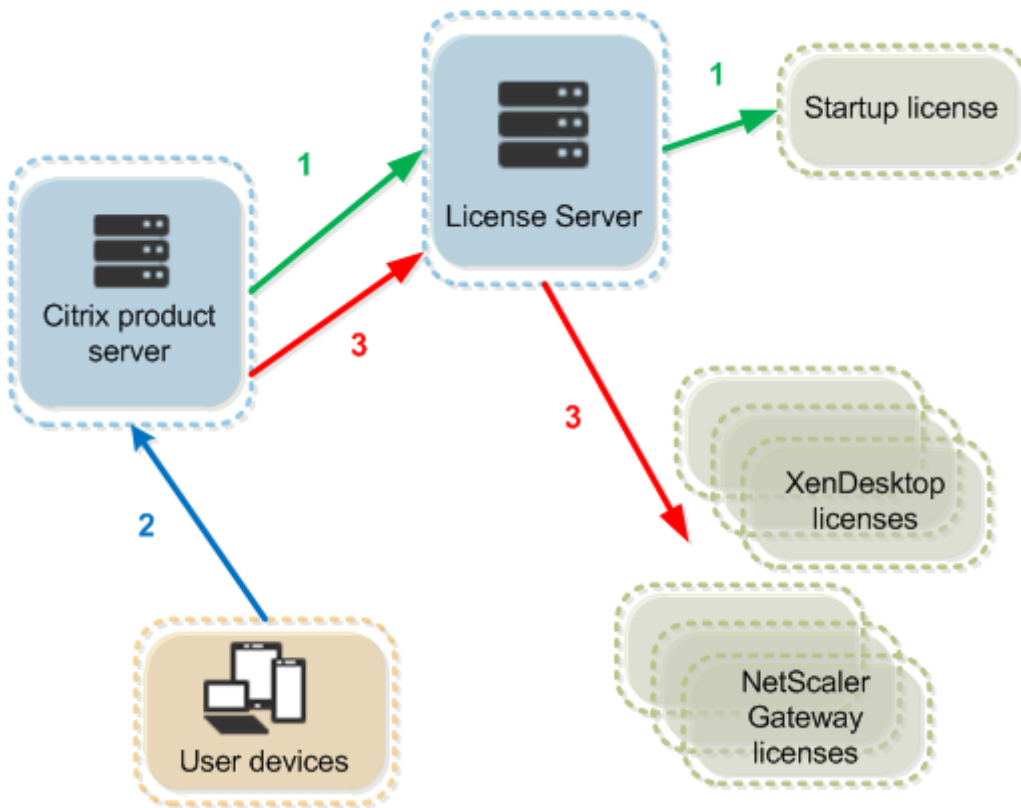 1
Startup license
1
License Server
Citrix product
server
3
3
XenDesktop
licenses
2
NetScaler
Gateway
licenses
User devices